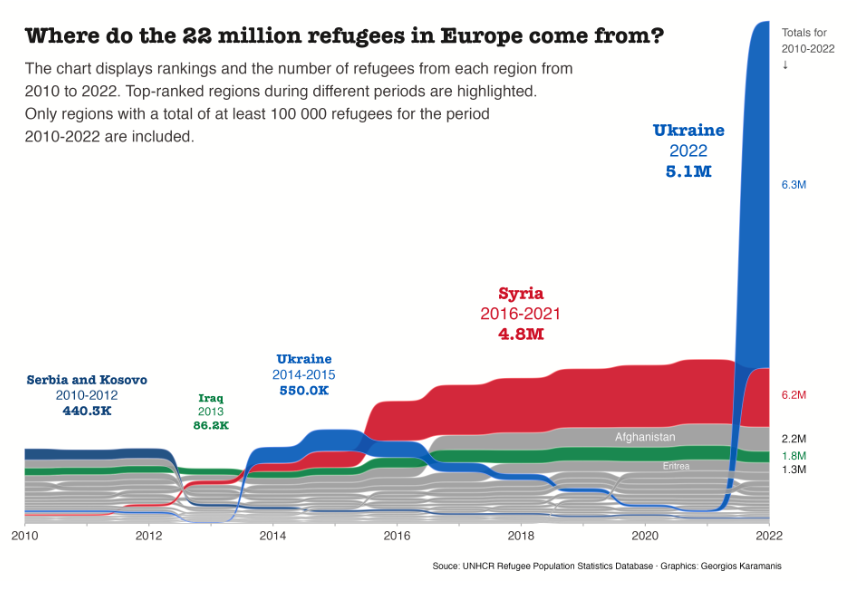 Where do the 22 million refugees in Europe come from?
The chart displays rankings and the number of refugees from each region from
2010 to 2022. Top-ranked regions during different periods are highlighted.
Only regions with a total of at least 100 000 refugees for the period
2010-2022 are included.
Totals for
2010-2022
↓
Ukraine
2022
5.1M
6.3M
Syria
2016-2021
4.8M
Ukraine
2014-2015
550.0K
Serbia and Kosovo
2010-2012
440.3K
Iraq
2013
86.2K
6.2M
Afghanistan
2.2M
1.8M
Eritrea
1.3M
2010
2012
2014
2016
2018
2020
2022
Souce: UNHCR Refugee Population Statistics Database · Graphics: Georgios Karamanis